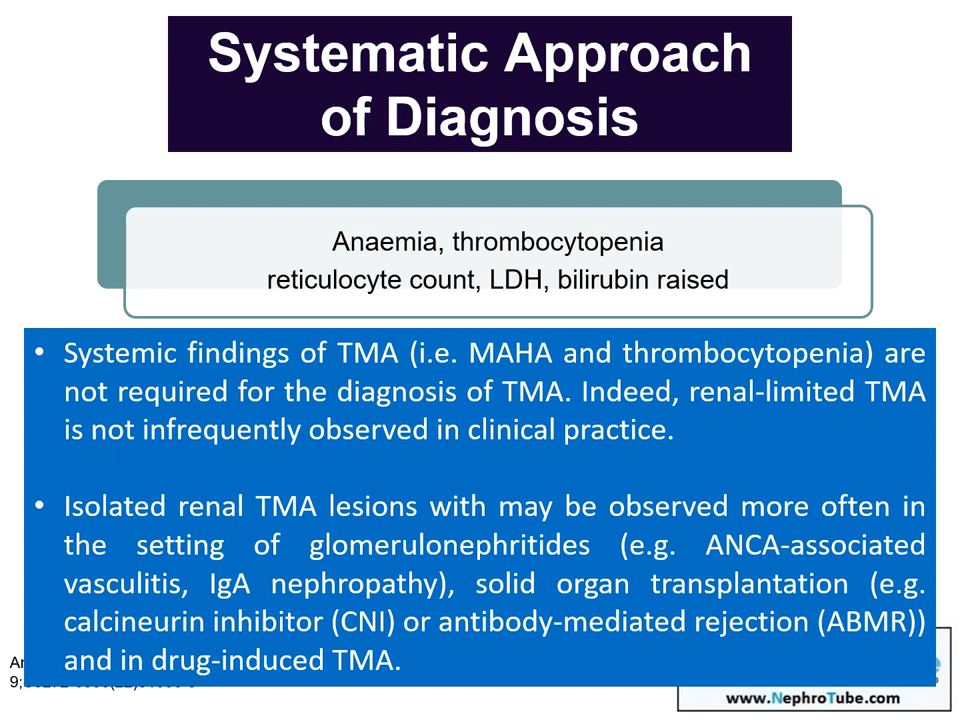 Systematic Approach
of Diagnosis
Anaemia, thrombocytopenia
reticulocyte count, LDH, bilirubin raised
• Systemic findings of TMA (i.e. MAHA and thrombocytopenia) are
not required for the diagnosis of TMA. Indeed, renal-limited TMA
is not infrequently observed in clinical practice.
• Isolated renal TMA lesions with may be observed more often in
the setting of glomerulonephritides (e.g. ANCA-associated
vasculitis, IgA nephropathy), solid organ transplantation (e.g.
calcineurin inhibitor (CNI) or antibody-mediated rejection (ABMR))
and in drug-induced TMA.
www.NephroTube.com